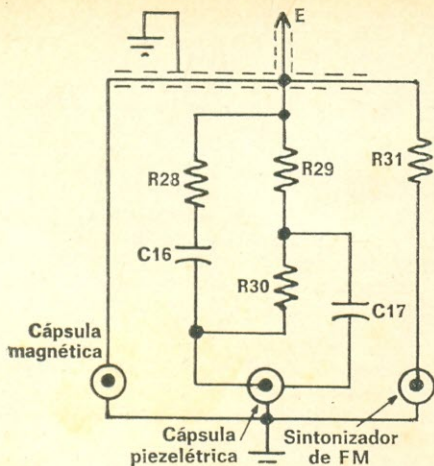 E
R31
R28
R29
C16
R30
C17
Cápsula
magnética
Cápsula
piezelétrica
Sintonizador
de FM